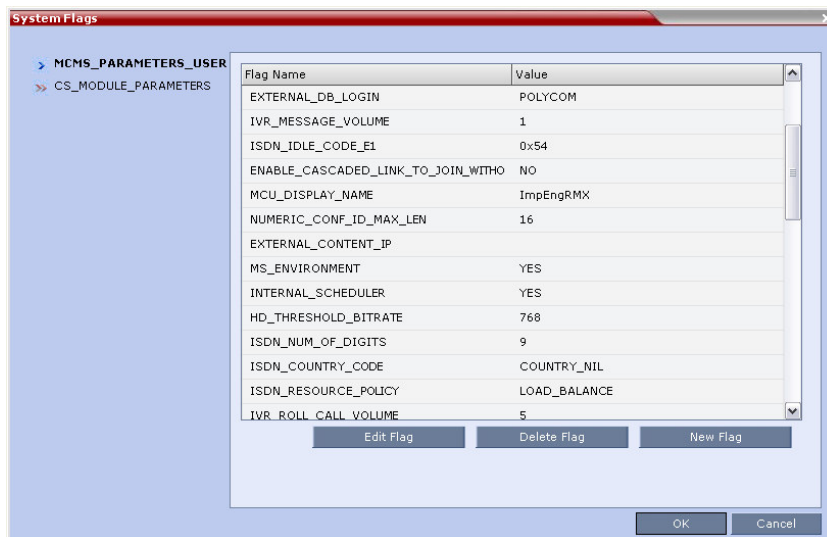 System Flags
MCMS_PARAMETERS_USER
CS_MODULE_PARAMETERS
Flag Name Value
EXTERNAL_DB_LOGIN POLYCOM
IVR_MESSAGE_VOLUME 1
ISDN_IDLE_CODE_E1 0x54
ENABLE_CASCADED_LINK_TO_JOIN_WITHO NO
MCU_DISPLAY_NAME ImpEngRMX
NUMERIC_CONF_ID_MAX_LEN 16
EXTERNAL_CONTENT_IP
MS_ENVIRONMENT YES
INTERNAL_SCHEDULER YES
HD_THRESHOLD_BITRATE 768
ISDN_NUM_OF_DIGITS 9
ISDN_COUNTRY_CODE COUNTRY_NIL
ISDN_RESOURCE_POLICY LOAD_BALANCE
IVR_ROLL_CALL_VOLUME 5
Edit Flag Delete Flag New Flag
OK Cancel